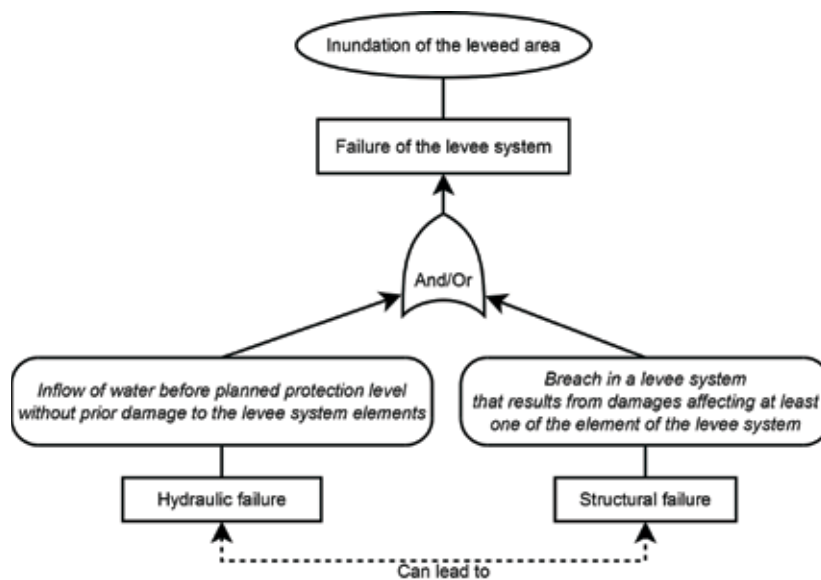 Inundation of the leveed area
Failure of the levee system
And/Or
Inflow of water before planned protection level
without prior damage to the levee system elements
Breach in a levee system
that results from damages affecting at least
one of the element of the levee system
Hydraulic failure
Structural failure
Can lead to